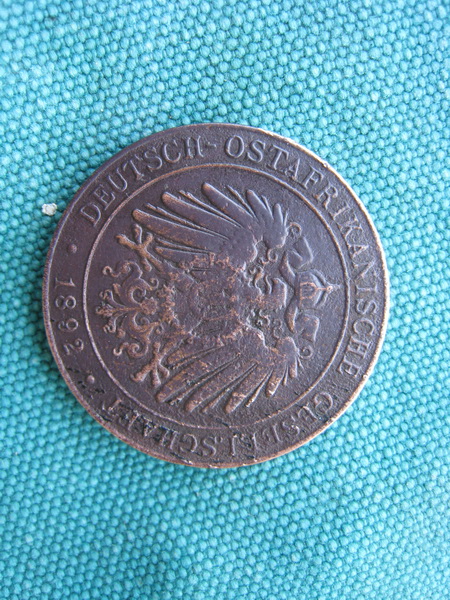 DEUTSCH-OSTAFRIKANISCHE GESELLSCHAFT
· 1892 ·